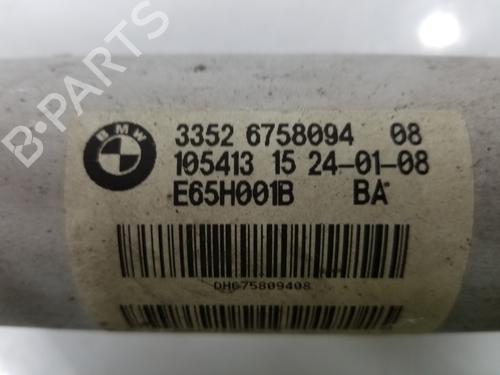 B-PARTS
BMW
3352 6758094 08
105413 15 24-01-08
E65H001B BA
DH675809408